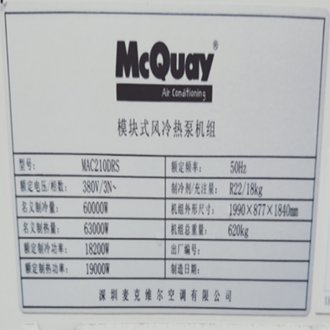 McQuay®
Air Conditioning
模块式风冷热泵机组
型号: MAC210DR5 额定频率: 50Hz
额定电压/相数: 380V/3N~ 制冷剂/充注量: R22/18kg
名义制冷量: 60000W 机组外形尺寸: 1990×877×1840mm
名义制热量: 63000W 机组总重量: 620kg
额定制冷功率: 18200W 出厂编号:
额定制热功率: 19000W 制造日期:
深圳麦克维尔空调有限公司